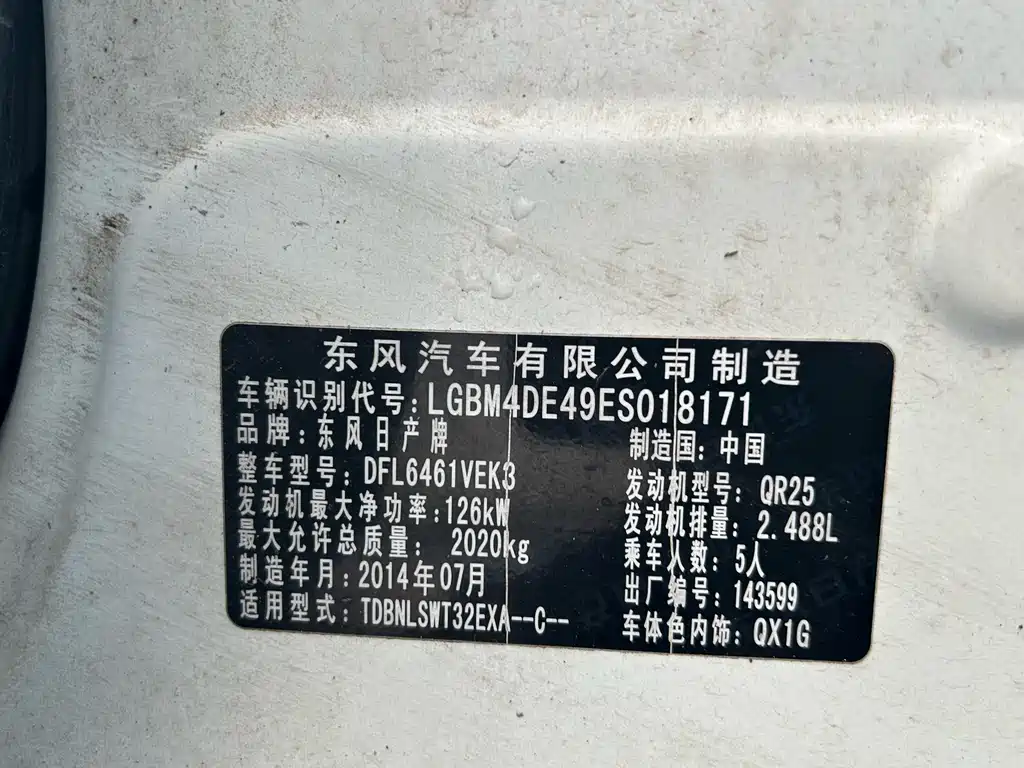 东风汽车有限公司制造
车辆识别代号:LGBM4DE49ES018171
品牌:东风日产牌
制造国:中国
整车型号:DFL6461VEK3
发动机型号:QR25
发动机最大净功率:126kW
发动机排量:2.488L
最大允许总质量: 2020kg
乘车人数:5人
制造年月:2014年07月
出厂编号:143599
适用型式:TDBNLSWT32EXA--C--
车体色内饰:QX1G